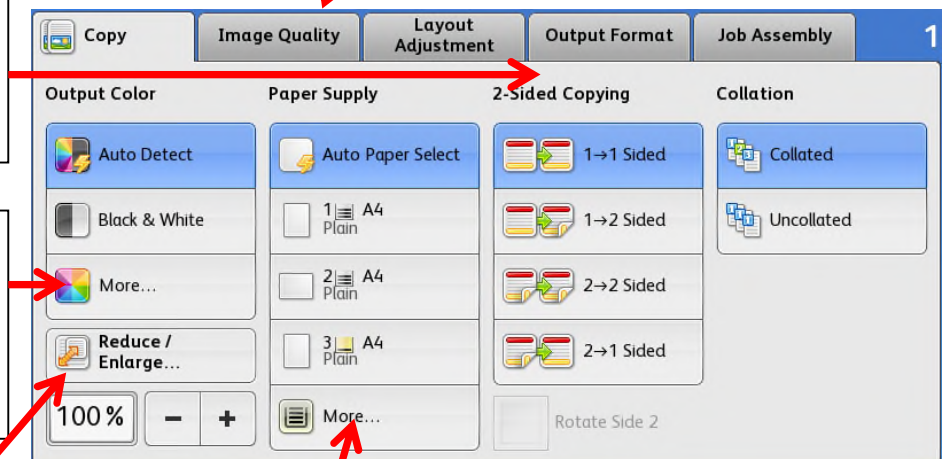 Copy
Image Quality
Layout
Adjustment
Output Format
Job Assembly
1
Output Color
Auto Detect
Black & White
More...
Reduce /
Enlarge...
100 %
-
+
Paper Supply
Auto Paper Select
1 A4
Plain
2 A4
Plain
3 A4
Plain
More...
2-Sided Copying
1→1 Sided
1→2 Sided
2→2 Sided
2→1 Sided
Rotate Side 2
Collation
Collated
Uncollated